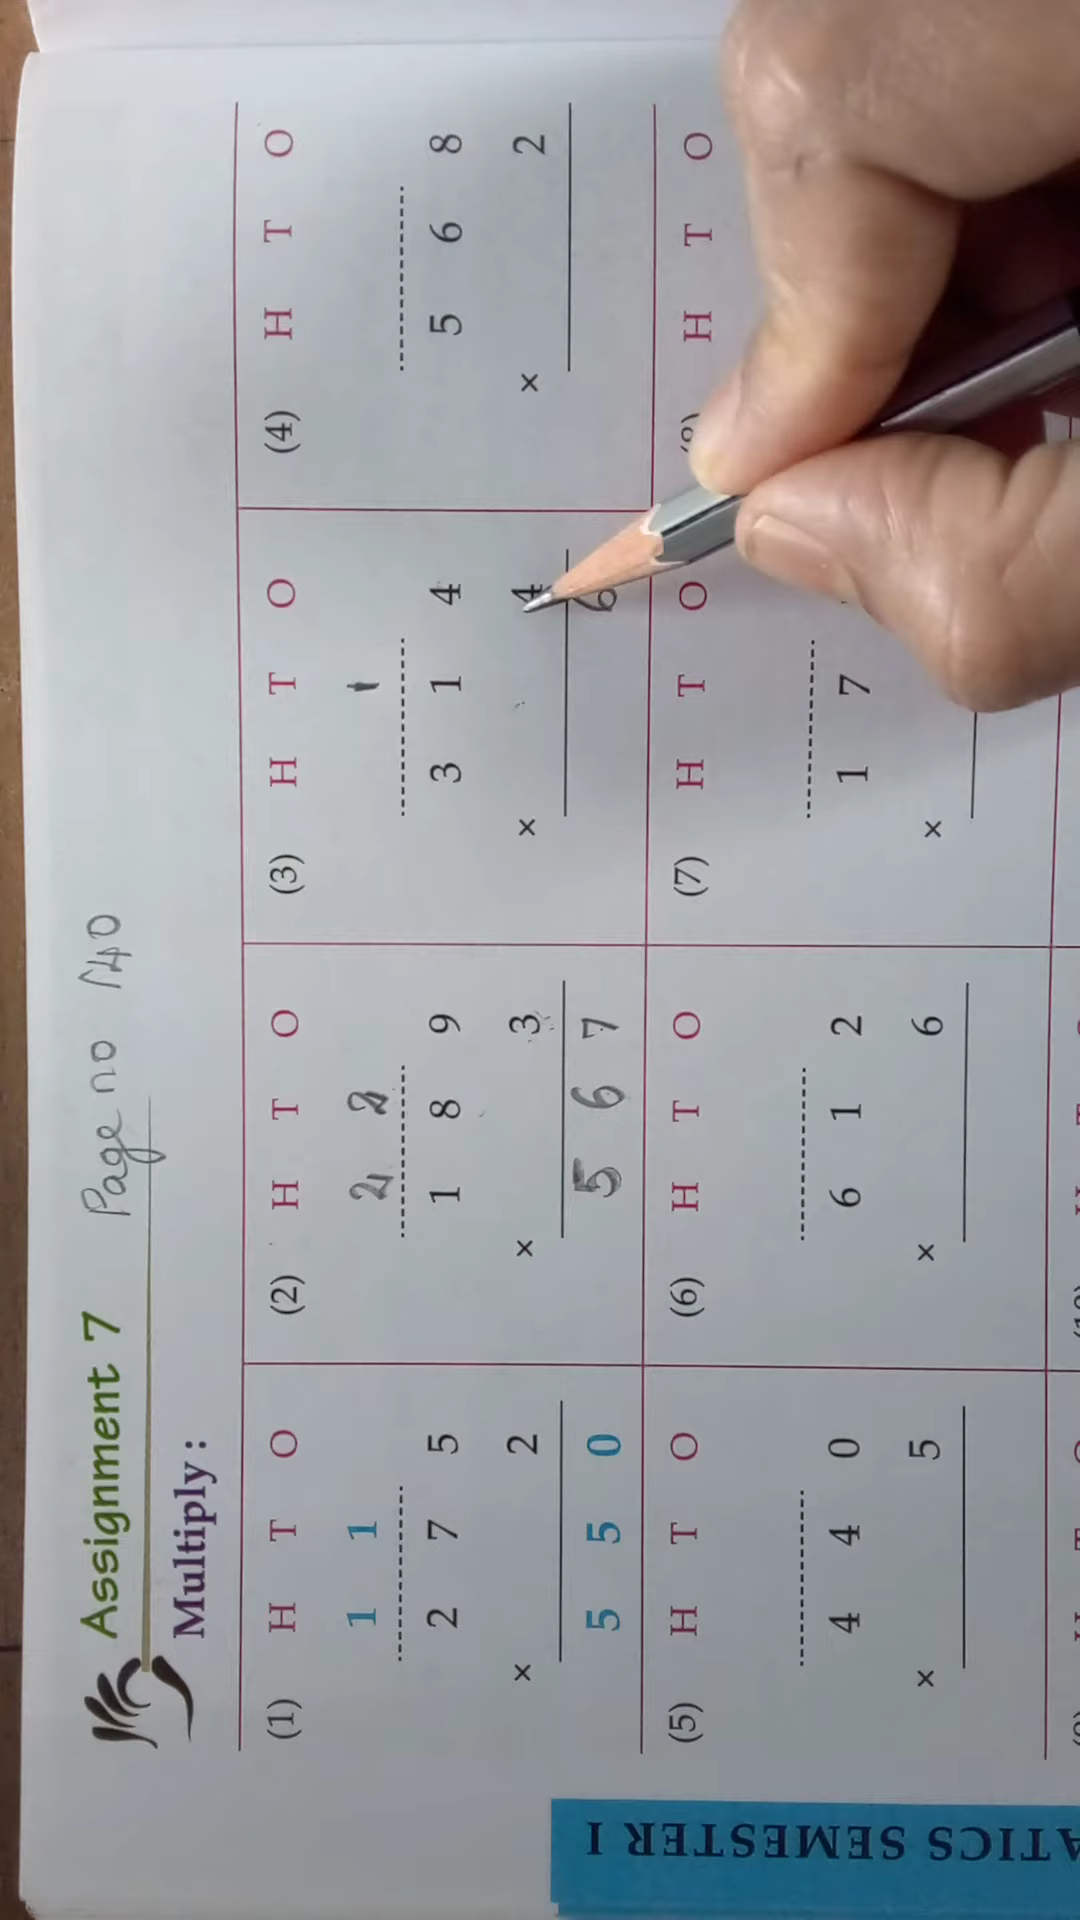 Assignment 7 Page no 140
Multiply :
(1) H T O
1 1
2 7 5
× 2
5 5 0
(2) H T O
2 2
1 8 9
× 3
5 6 7
(3) H T O
1
3 1 4
× 4
6
(4) H T O
5 6 8
× 2
(5) H T O
4 4 0
× 5
(6) H T O
6 1 2
× 6
(7) H T O
1 7
×
(8) H T O
ATICS SEMESTER I